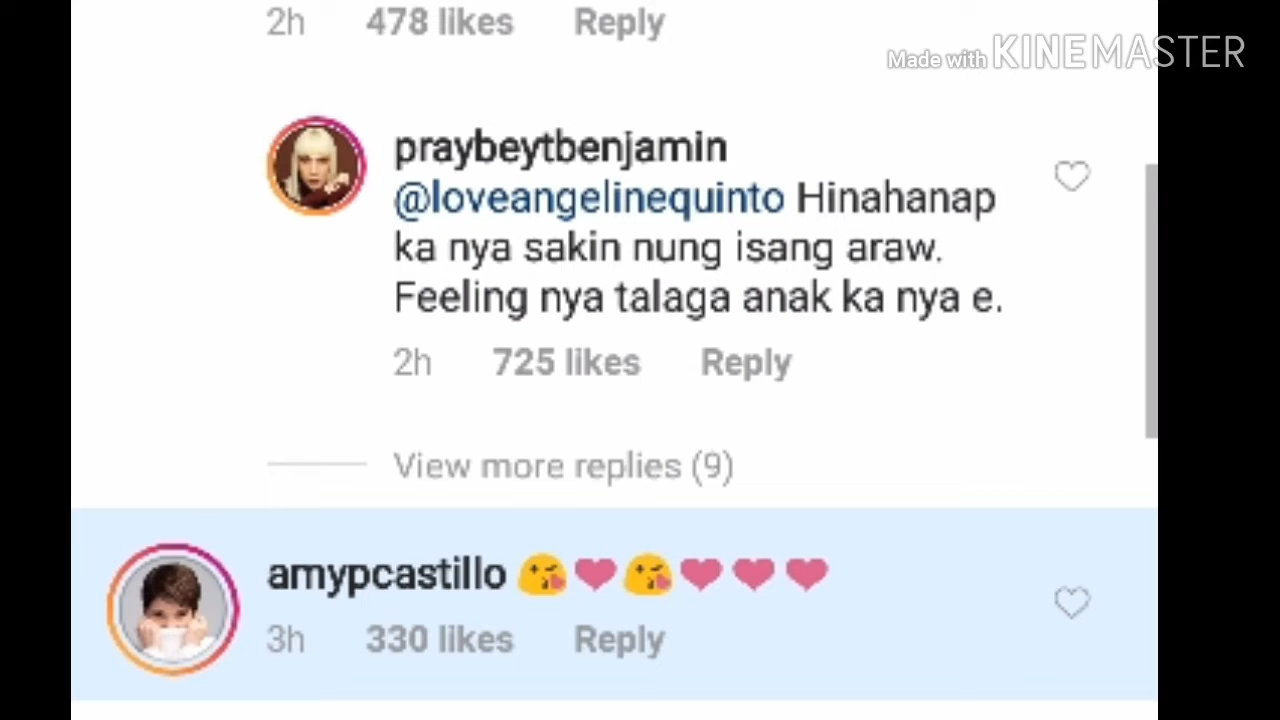 2h 478 likes Reply
Made with KINEMASTER
praybeytbenjamin
@loveangelinequinto Hinahanap
ka nya sakin nung isang araw.
Feeling nya talaga anak ka nya e.
2h 725 likes Reply
View more replies (9)
amypcastillo 😘❤😘❤❤❤
3h 330 likes Reply